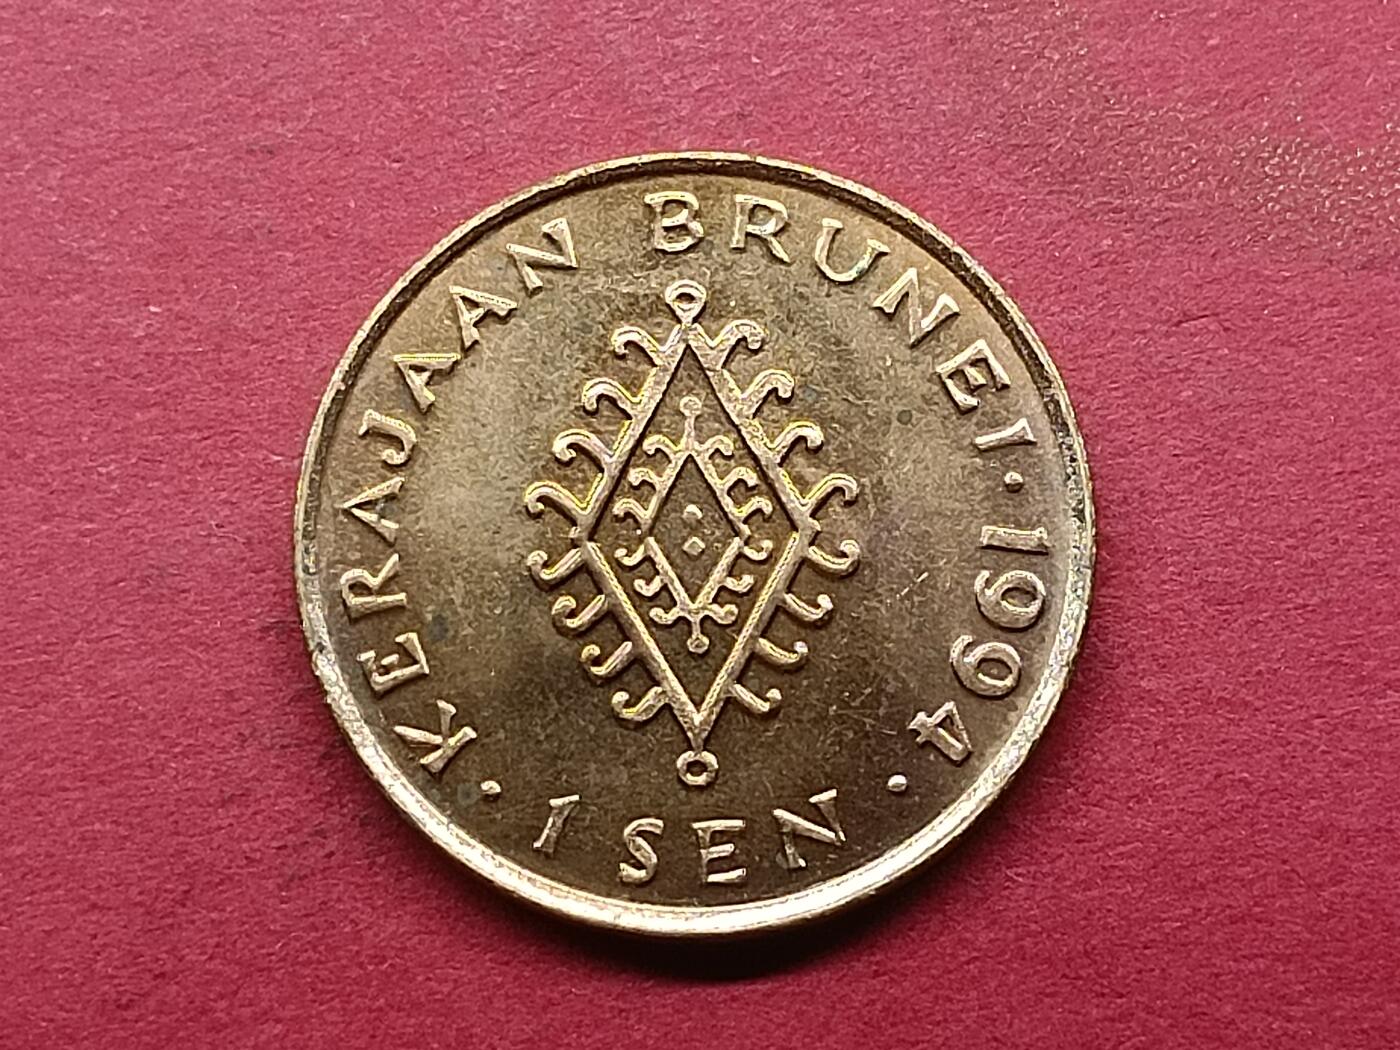 KERAJAAN BRUNEI · 1994 ·
1 SEN ·